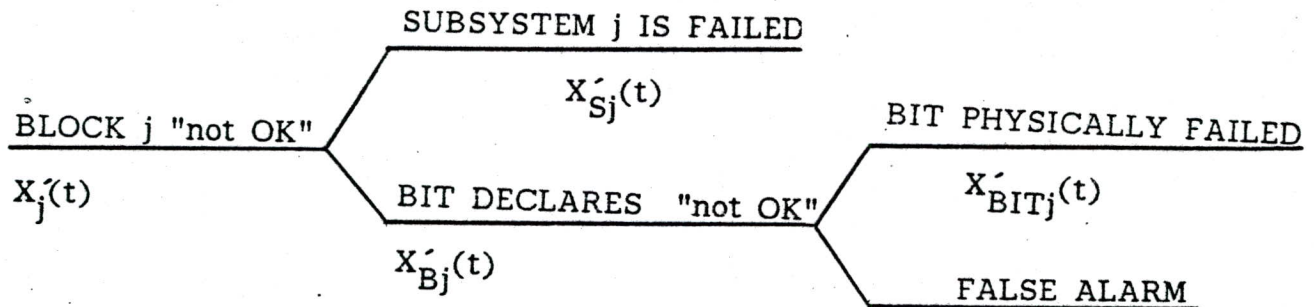 SUBSYSTEM j IS FAILED
X′Sj(t)
BLOCK j "not OK"
BIT PHYSICALLY FAILED
X′j(t)
X′BITj(t)
BIT DECLARES "not OK"
X′Bj(t)
FALSE ALARM